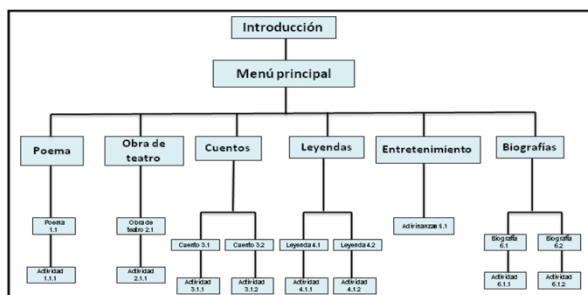 Introducción
Menú principal
Poema
Obra de
teatro
Cuentos
Leyendas
Entretenimiento
Biografías
Poema
1.1
Obra de
teatro 2.1
Cuento 3.1
Cuento 3.2
Leyenda 4.1
Leyenda 4.2
Adivinanzas 5.1
Biografía
6.1
Biografía
6.2
Actividad
1.1.1
Actividad
2.1.1
Actividad
3.1.1
Actividad
3.1.2
Actividad
4.1.1
Actividad
4.1.2
Actividad
6.1.1
Actividad
6.1.2